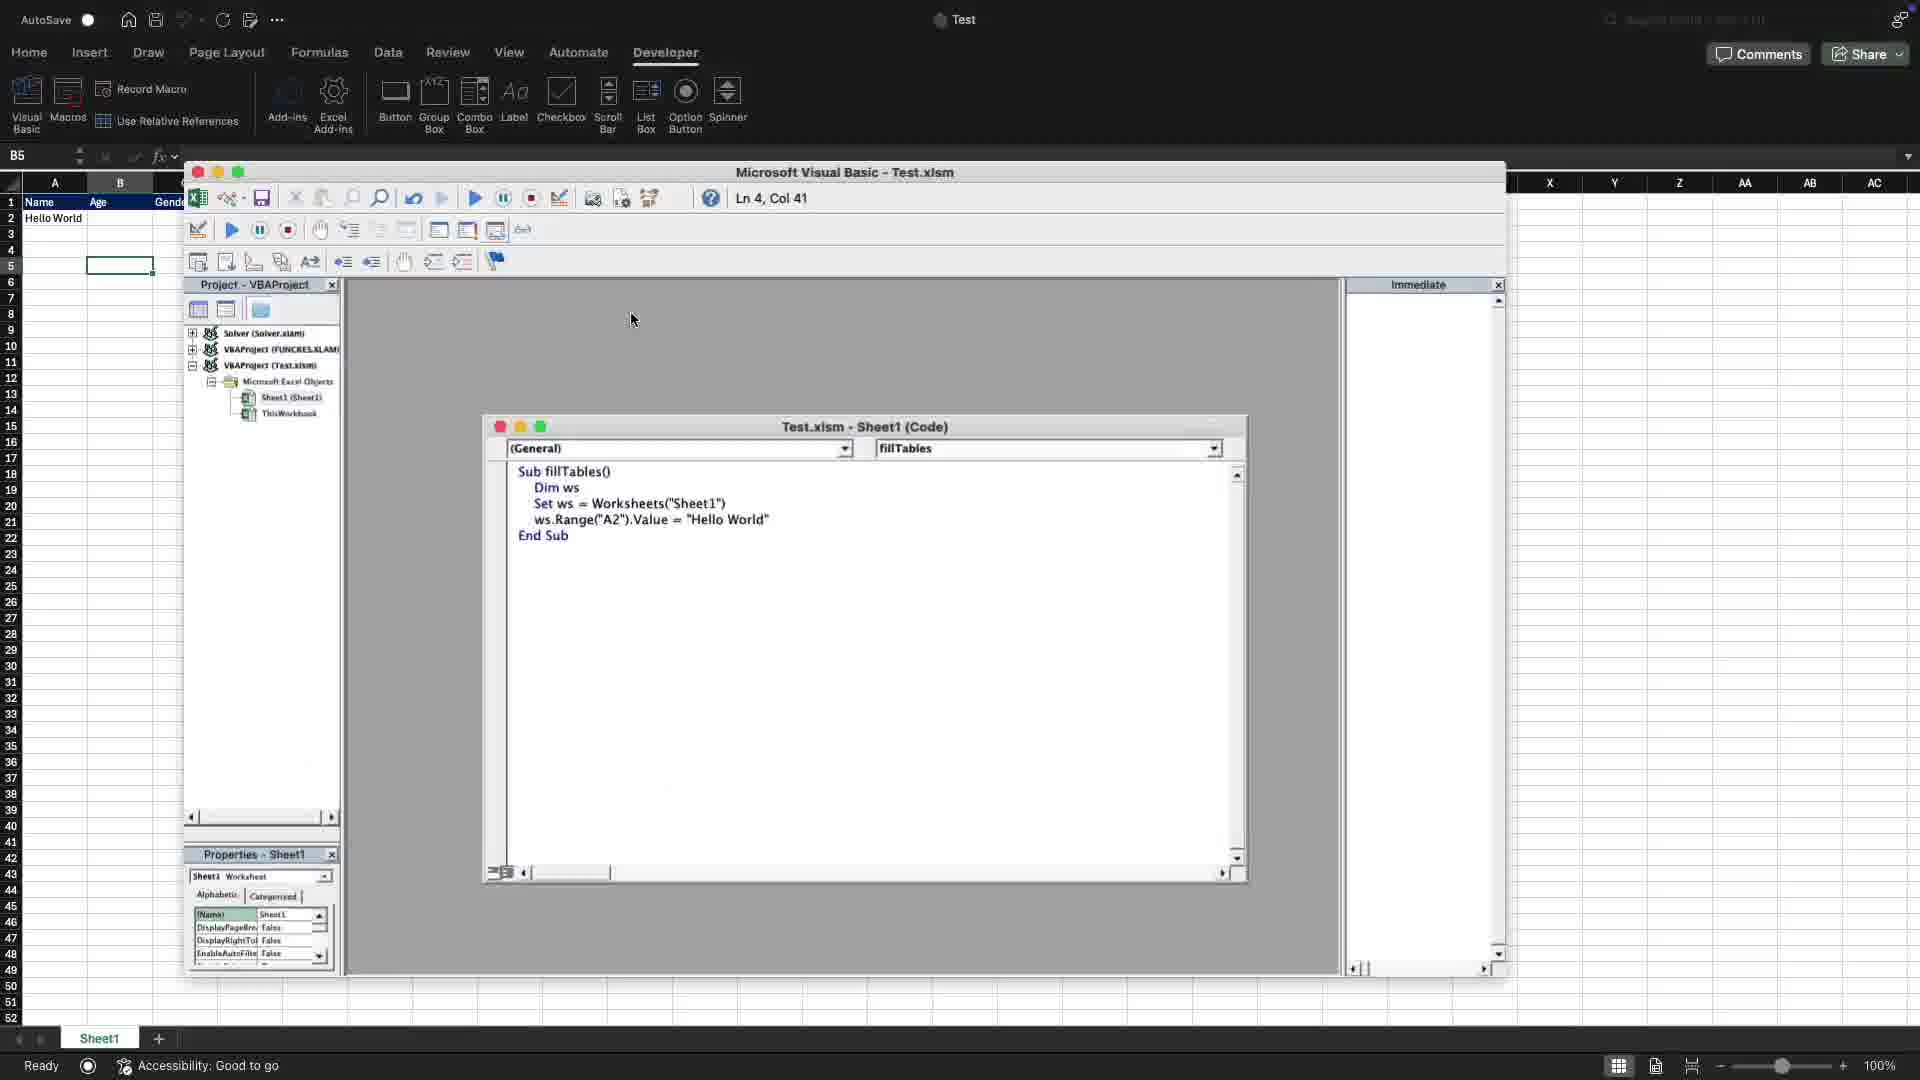 AutoSave
Test
Home Insert Draw Page Layout Formulas Data Review View Automate Developer
Comments Share
Visual Basic
Macros
Record Macro
Use Relative References
Add-ins
Excel Add-ins
Button
Group Box
Combo Box
Label
Checkbox
Scroll Bar
List Box
Option Button
Spinner
B5
fx
A B
X Y Z AA AB AC
1 Name Age Gende
2 Hello World
3
4
5
6
7
8
9
10
11
12
13
14
15
16
17
18
19
20
21
22
23
24
25
26
27
28
29
30
31
32
33
34
35
36
37
38
39
40
41
42
43
44
45
46
47
48
49
50
51
52
Microsoft Visual Basic - Test.xlsm
Ln 4, Col 41
Project - VBAProject
Solver (Solver.xlam)
VBAProject (FUNCRES.XLAM)
VBAProject (Test.xlsm)
Microsoft Excel Objects
Sheet1 (Sheet1)
ThisWorkbook
Properties - Sheet1
Sheet1 Worksheet
Alphabetic Categorized
(Name) Sheet1
DisplayPageBre False
DisplayRightTol False
EnableAutoFilte False
Test.xlsm - Sheet1 (Code)
(General) fillTables
Sub fillTables()
Dim ws
Set ws = Worksheets("Sheet1")
ws.Range("A2").Value = "Hello World"
End Sub
Immediate
Sheet1 +
Ready Accessibility: Good to go
100%